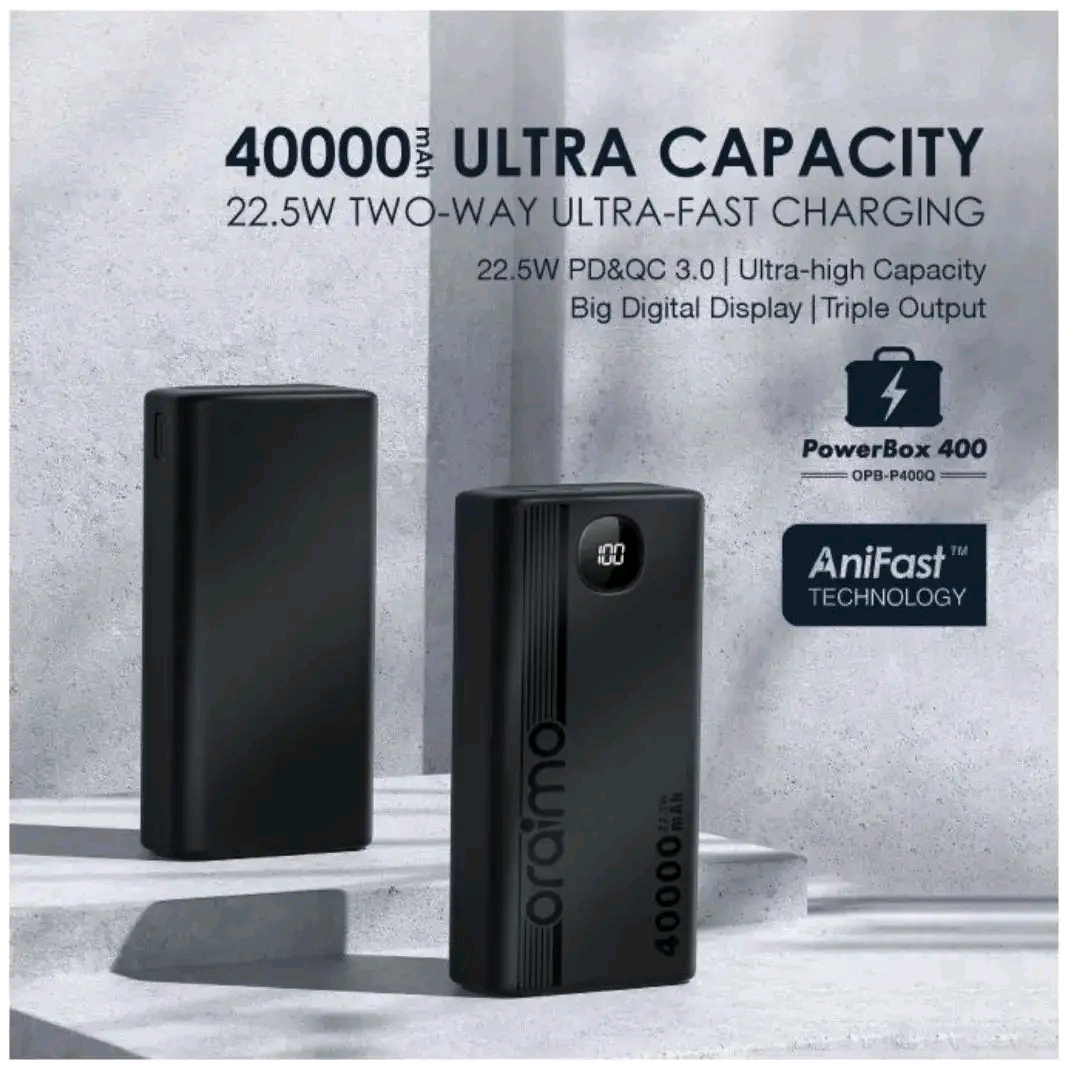 40000mAh ULTRA CAPACITY
22.5W TWO-WAY ULTRA-FAST CHARGING
22.5W PD&QC 3.0 | Ultra-high Capacity
Big Digital Display | Triple Output
PowerBox 400
OPB-P400Q
AniFast™
TECHNOLOGY
100
oraimo
40000mAh
22.5W